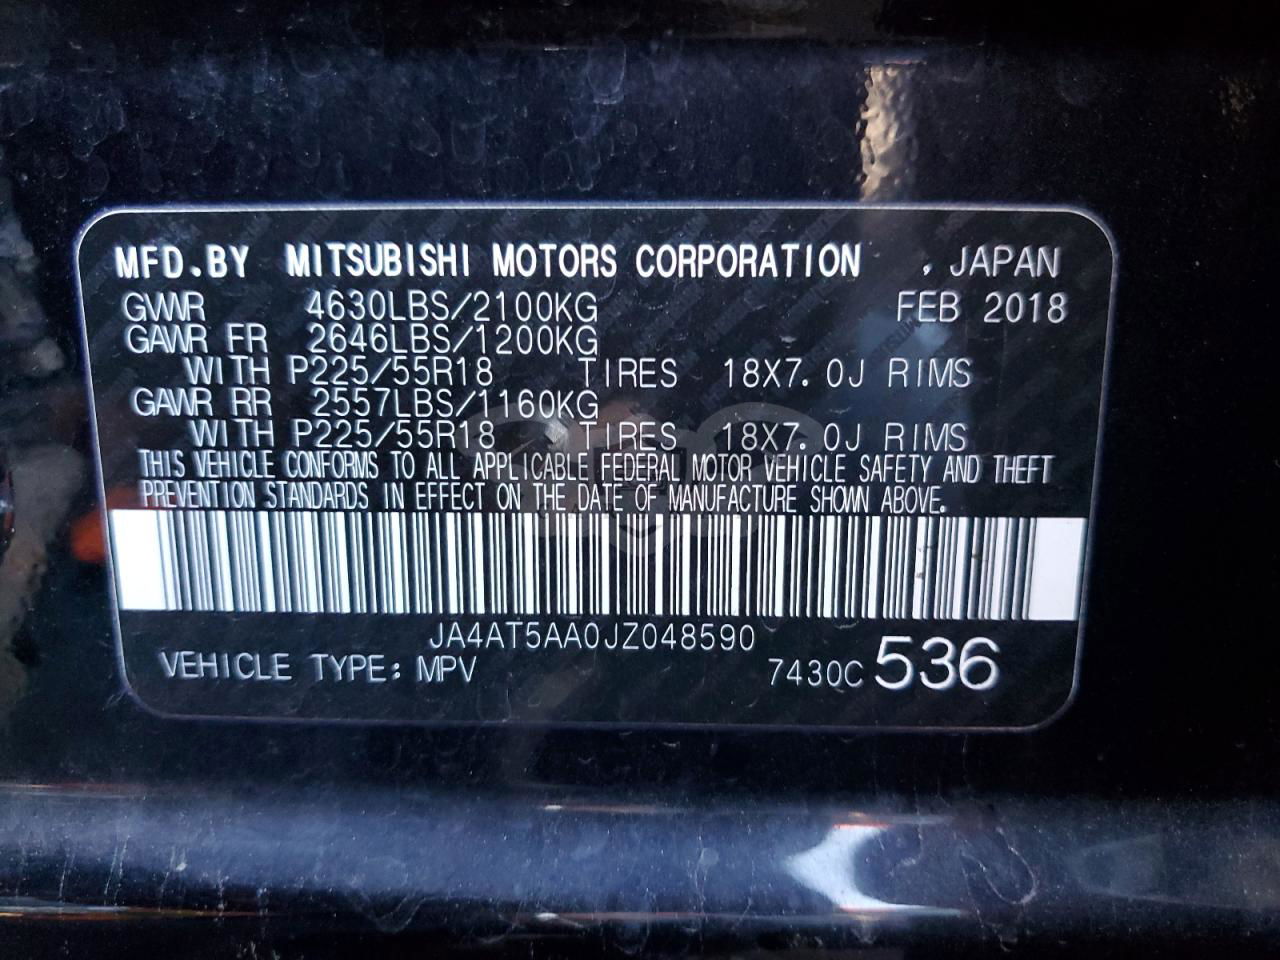 MFD.BY MITSUBISHI MOTORS CORPORATION , JAPAN
GVWR 4630LBS/2100KG FEB 2018
GAWR FR 2646LBS/1200KG
WITH P225/55R18 TIRES 18X7.0J RIMS
GAWR RR 2557LBS/1160KG
WITH P225/55R18 TIRES 18X7.0J RIMS
THIS VEHICLE CONFORMS TO ALL APPLICABLE FEDERAL MOTOR VEHICLE SAFETY AND THEFT
PREVENTION STANDARDS IN EFFECT ON THE DATE OF MANUFACTURE SHOWN ABOVE.
JA4AT5AA0JZ048590
VEHICLE TYPE: MPV 7430C 536